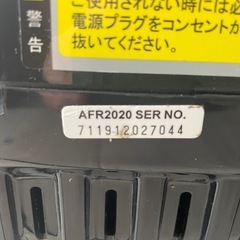 ご使用されない時には必
電源プラグをコンセントか
抜いてください。
警告
AFR2020 SER NO.
711912027044